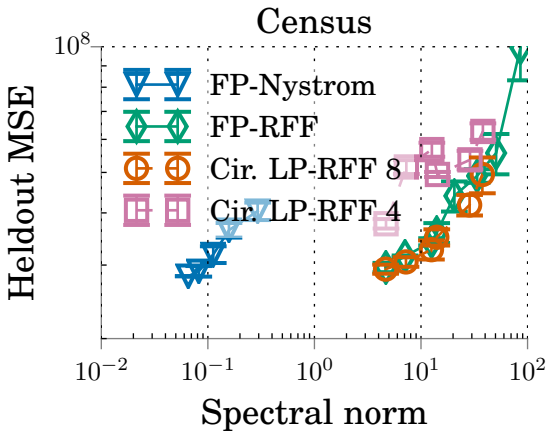 Census
10^8
Heldout MSE
FP-Nystrom
FP-RFF
Cir. LP-RFF 8
Cir. LP-RFF 4
10^−2 10^−1 10^0 10^1 10^2
Spectral norm